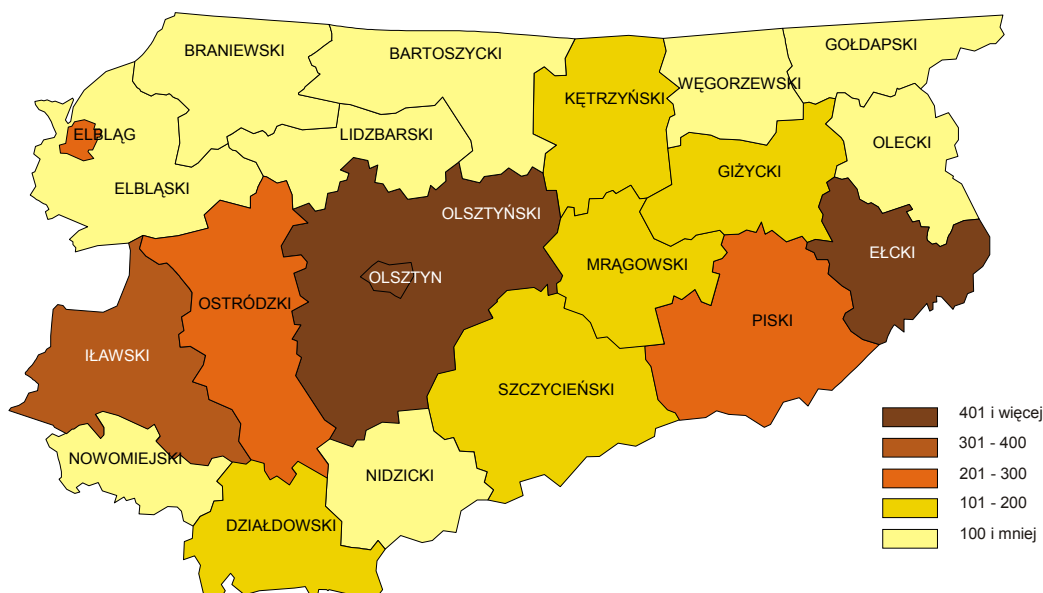 BRANIEWSKI
BARTOSZYCKI
GOŁDAPSKI
WĘGORZEWSKI
KĘTRZYŃSKI
ELBLĄG
LIDZBARSKI
OLECKI
GIŻYCKI
ELBLĄSKI
OLSZTYŃSKI
EŁCKI
MRĄGOWSKI
OLSZTYN
OSTRÓDZKI
PISKI
IŁAWSKI
SZCZYCIEŃSKI
401 i więcej
301 - 400
NOWOMIEJSKI
NIDZICKI
201 - 300
101 - 200
DZIAŁDOWSKI
100 i mniej